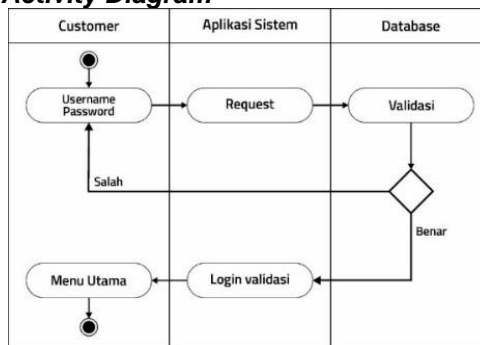 Activity Diagram
Customer
Aplikasi Sistem
Database
Username
Password
Request
Validasi
Salah
Benar
Menu Utama
Login validasi